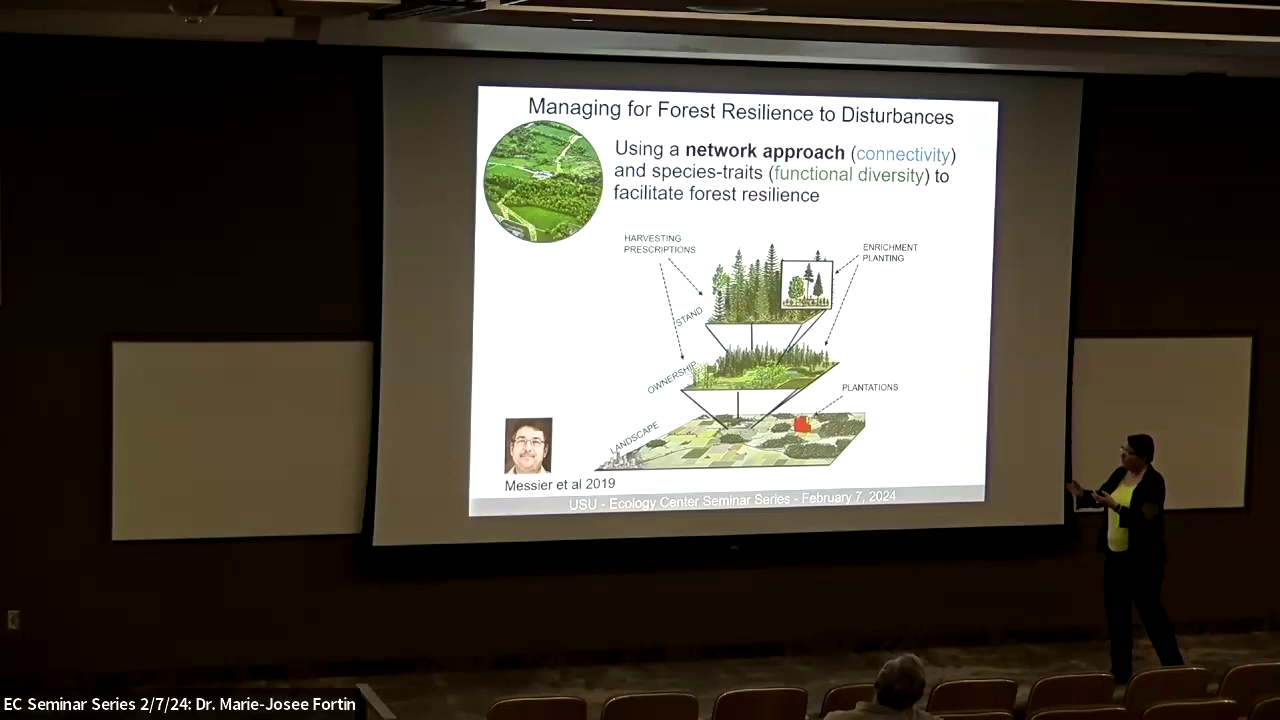 Managing for Forest Resilience to Disturbances
Using a network approach (connectivity)
and species-traits (functional diversity) to
facilitate forest resilience
HARVESTING
PRESCRIPTIONS
ENRICHMENT
PLANTING
STAND
OWNERSHIP
PLANTATIONS
LANDSCAPE
Messier et al 2019
USU - Ecology Center Seminar Series - February 7, 2024
EC Seminar Series 2/7/24: Dr. Marie-Josee Fortin